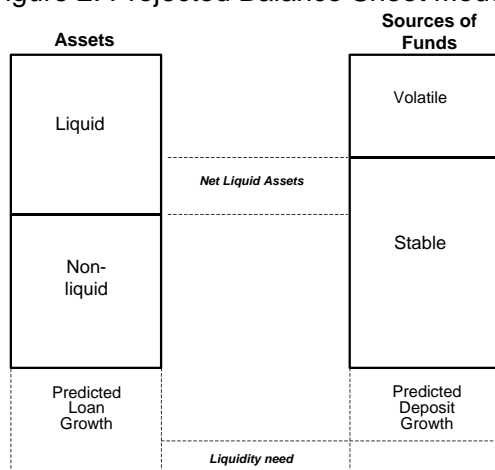 Figure 2: Projected Balance Sheet Mode
Sources of
Funds
Assets
Volatile
Liquid
Net Liquid Assets
Stable
Non-
liquid
Predicted
Loan
Growth
Predicted
Deposit
Growth
Liquidity need